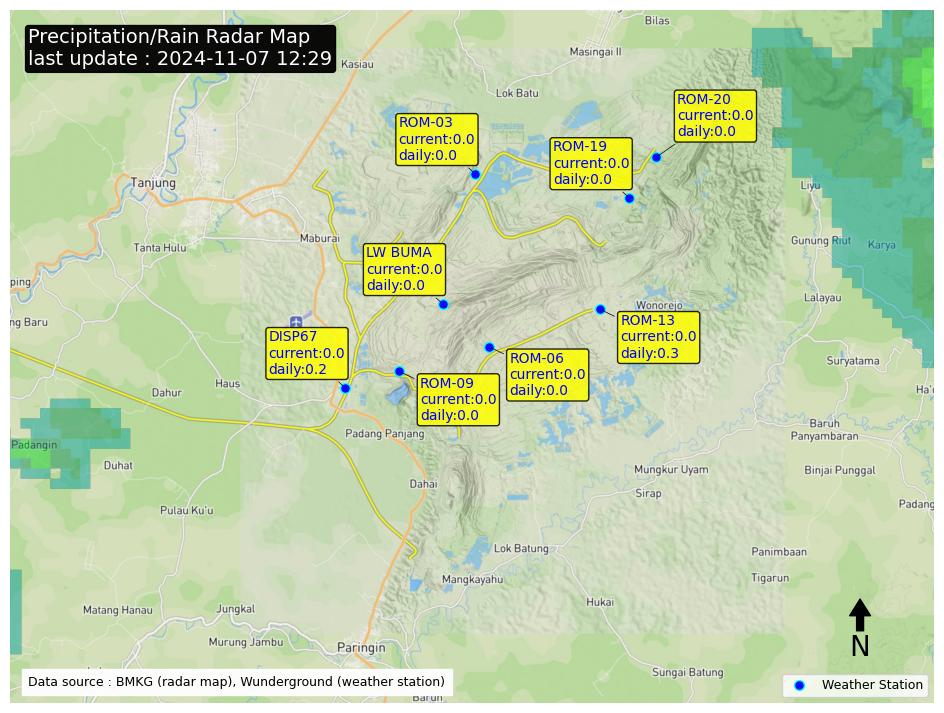 Precipitation/Rain Radar Map
last update : 2024-11-07 12:29
Bilas
Masingai II
Kasiau
Lok Batu
ROM-20
current:0.0
daily:0.0
ROM-03
current:0.0
daily:0.0
ROM-19
current:0.0
daily:0.0
Tanjung
Liyu
Maburai
Tanta Hulu
Gunung Riut
Karya
LW BUMA
current:0.0
daily:0.0
ping
Lalayau
Wonorejo
ng Baru
ROM-13
current:0.0
daily:0.3
DISP67
current:0.0
daily:0.2
ROM-06
current:0.0
daily:0.0
Suryatama
Haus
Dahur
ROM-09
current:0.0
daily:0.0
Ha'
Baruh
Panyambaran
Padang Panjang
Padangin
Duhat
Mungkur Uyam
Binjai Punggal
Dahai
Sirap
Padang
Pulau Ku'u
Lok Batung
Panimbaan
Mangkayahu
Tigarun
Hukai
Matang Hanau
Jungkal
Murung Jambu
Paringin
N
Sungai Batung
Data source : BMKG (radar map), Wunderground (weather station)
Weather Station
Barun